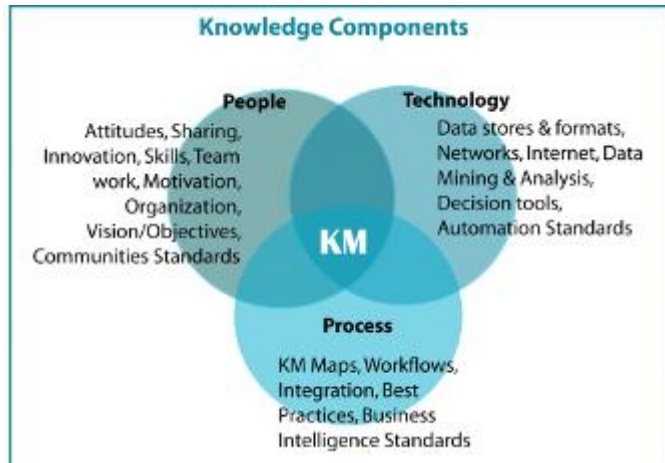 Knowledge Components
People
Attitudes, Sharing,
Innovation, Skills, Team
work, Motivation,
Organization,
Vision/Objectives,
Communities Standards
Technology
Data stores & formats,
Networks, Internet, Data
Mining & Analysis,
Decision tools,
Automation Standards
KM
Process
KM Maps, Workflows,
Integration, Best
Practices, Business
Intelligence Standards